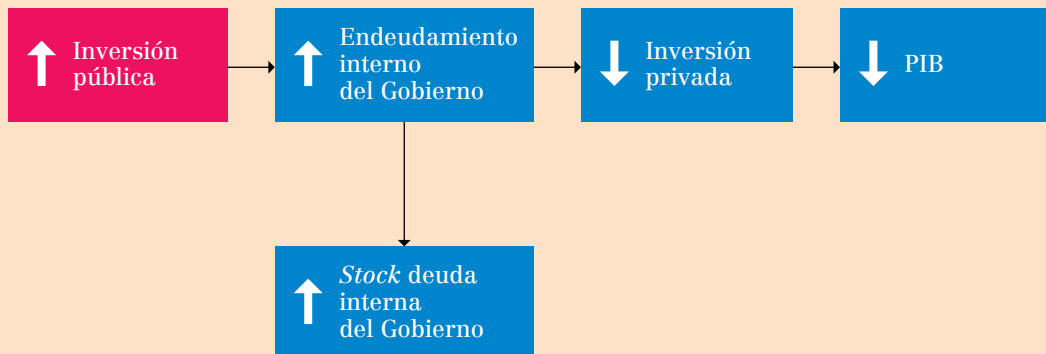 Inversión
pública
Endeudamiento
interno
del Gobierno
Inversión
privada
PIB
Stock deuda
interna
del Gobierno